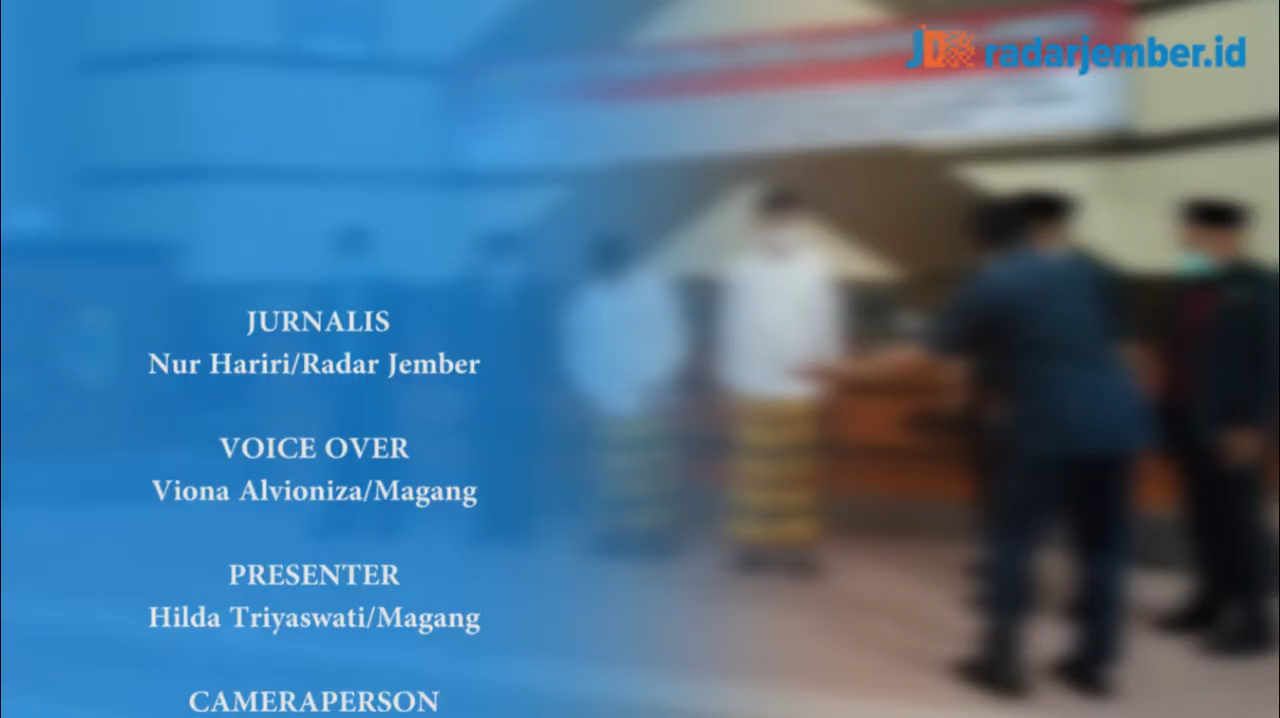 radarjember.id
JURNALIS
Nur Hariri/Radar Jember
VOICE OVER
Viona Alvioniza/Magang
PRESENTER
Hilda Triyaswati/Magang
CAMERAPERSON